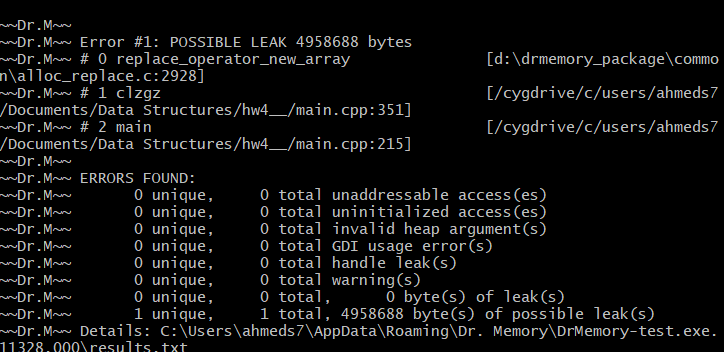 ~~Dr.M~~
~~Dr.M~~ Error #1: POSSIBLE LEAK 4958688 bytes
~~Dr.M~~ # 0 replace_operator_new_array [d:\drmemory_package\commo
n\alloc_replace.c:2928]
~~Dr.M~~ # 1 clzgz [/cygdrive/c/users/ahmeds7
/Documents/Data Structures/hw4__/main.cpp:351]
~~Dr.M~~ # 2 main [/cygdrive/c/users/ahmeds7
/Documents/Data Structures/hw4__/main.cpp:215]
~~Dr.M~~
~~Dr.M~~ ERRORS FOUND:
~~Dr.M~~ 0 unique, 0 total unaddressable access(es)
~~Dr.M~~ 0 unique, 0 total uninitialized access(es)
~~Dr.M~~ 0 unique, 0 total invalid heap argument(s)
~~Dr.M~~ 0 unique, 0 total GDI usage error(s)
~~Dr.M~~ 0 unique, 0 total handle leak(s)
~~Dr.M~~ 0 unique, 0 total warning(s)
~~Dr.M~~ 0 unique, 0 total, 0 byte(s) of leak(s)
~~Dr.M~~ 1 unique, 1 total, 4958688 byte(s) of possible leak(s)
~~Dr.M~~ Details: C:\Users\ahmeds7\AppData\Roaming\Dr. Memory\DrMemory-test.exe.
11328.000\results.txt